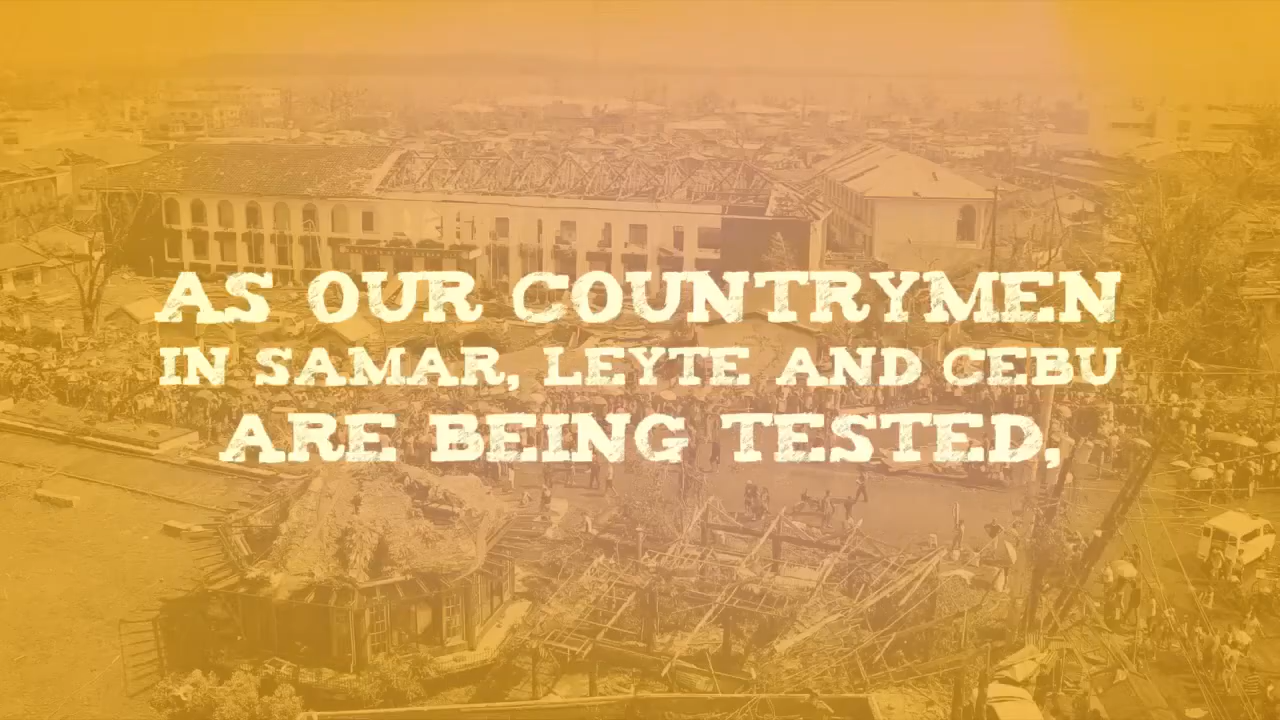 AS OUR COUNTRYMEN
IN SAMAR, LEYTE AND CEBU
ARE BEING TESTED,